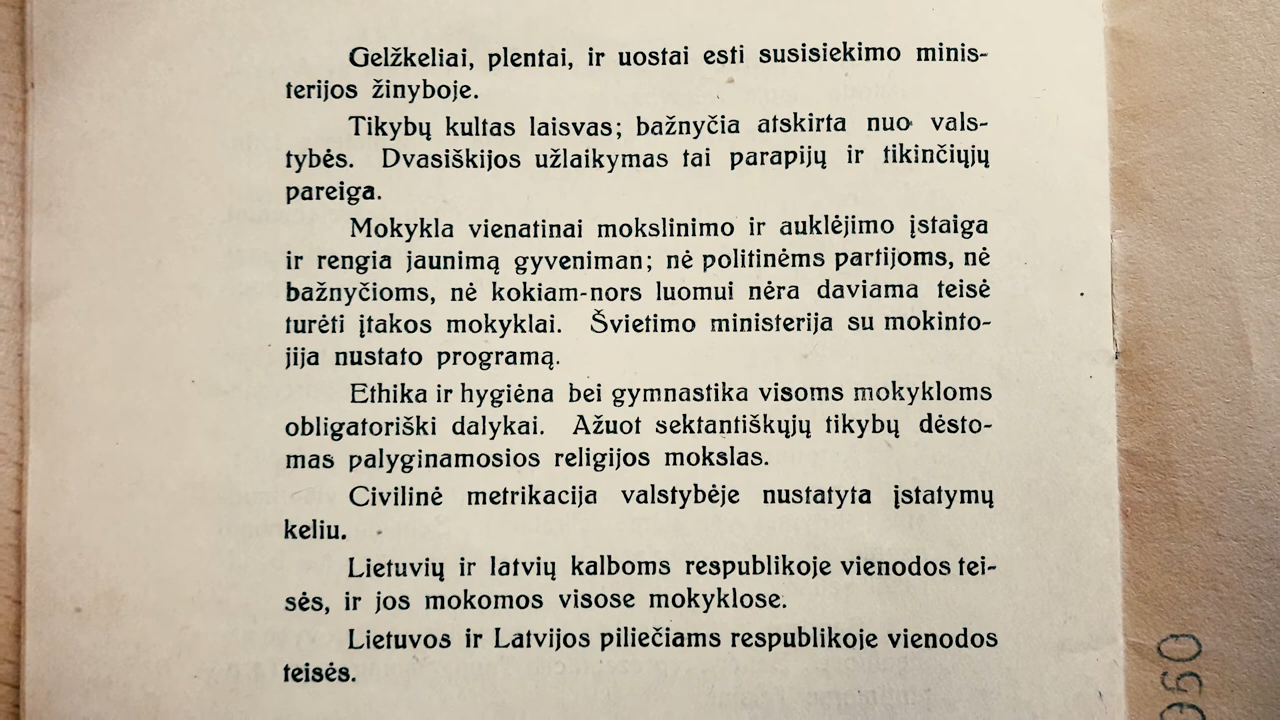 Gelžkeliai, plentai, ir uostai esti susisiekimo minis-
terijos žinyboje.
Tikybų kultas laisvas; bažnyčia atskirta nuo vals-
tybės. Dvasiškijos užlaikymas tai parapijų ir tikinčiųjų
pareiga.
Mokykla vienatinai mokslinimo ir auklėjimo įstaiga
ir rengia jaunimą gyveniman; nė politinėms partijoms, nė
bažnyčioms, nė kokiam-nors luomui nėra daviama teisė
turėti įtakos mokyklai. Švietimo ministerija su mokinto-
jija nustato programą.
Ethika ir hygiėna bei gymnastika visoms mokykloms
obligatoriški dalykai. Ažuot sektantiškųjų tikybų dėsto-
mas palyginamosios religijos mokslas.
Civilinė metrikacija valstybėje nustatyta įstatymų
keliu.
Lietuvių ir latvių kalboms respublikoje vienodos tei-
sės, ir jos mokomos visose mokyklose.
Lietuvos ir Latvijos piliečiams respublikoje vienodos
teisės.